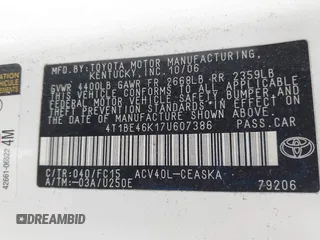 MFD.BY:TOYOTA MOTOR MANUFACTURING,
KENTUCKY,INC.10/06
GVWR 4400LB GAWR FR 2668LB RR 2359LB
THIS VEHICLE CONFORMS TO ALL APPLICABLE
FEDERAL MOTOR VEHICLE SAFETY, BUMPER, AND
THEFT PREVENTION STANDARDS IN EFFECT ON
THE DATE OF MANUFACTURE SHOWN ABOVE.
4T1BE46K17U607386 PASS.CAR
C/TR:040/FC15 ACV40L-CEASKA
A/TM:-03A/U250E
79206
TOYOTA
4M
DREAMBID